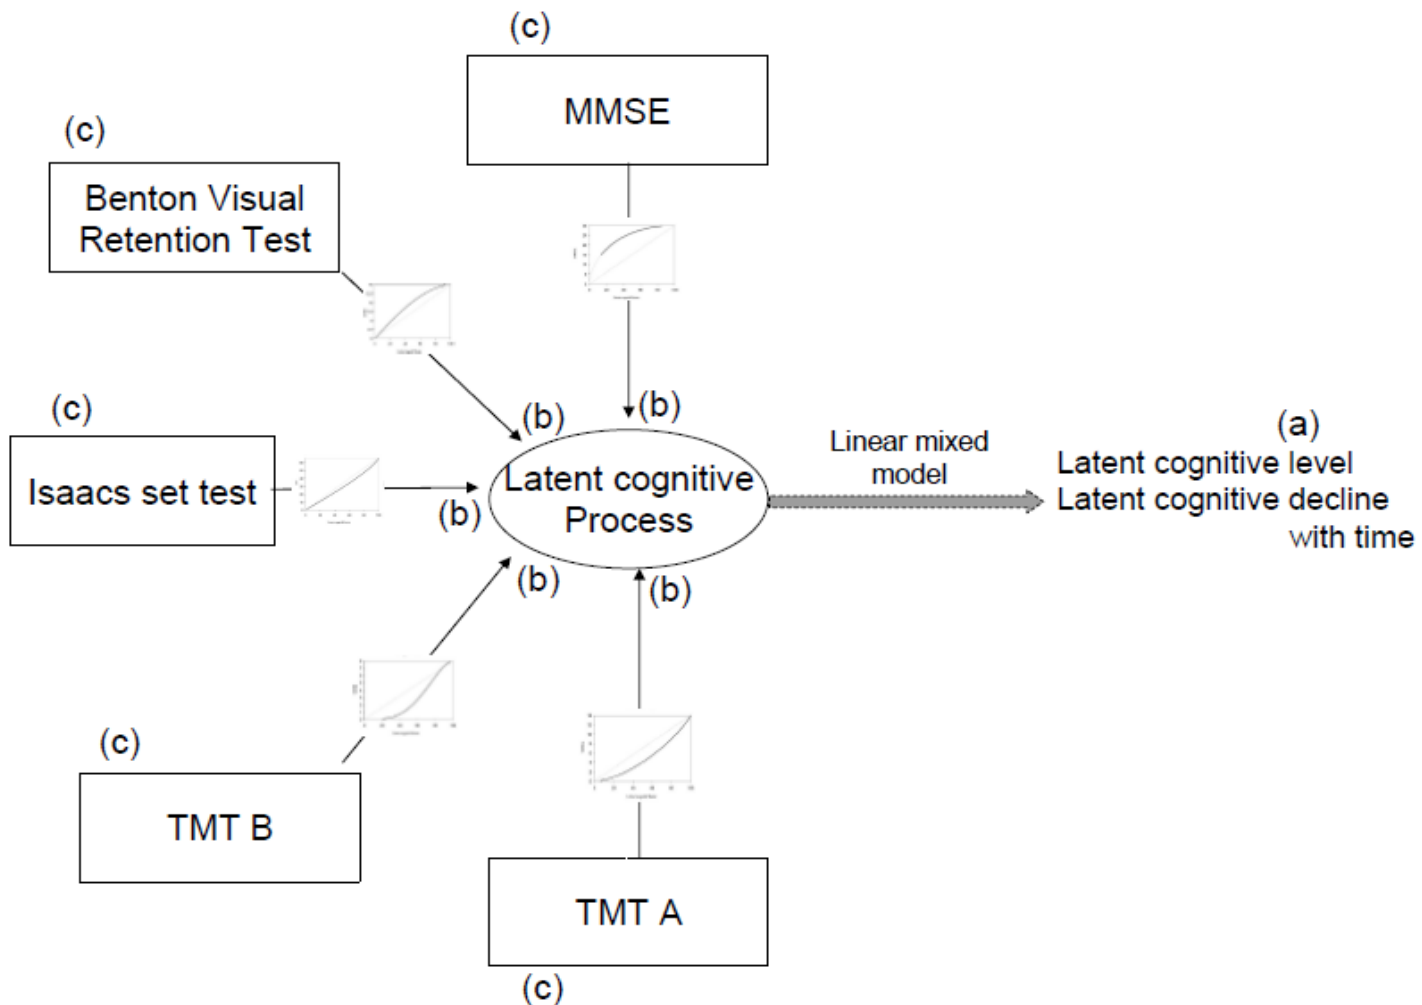 (c)
MMSE
(c)
Benton Visual
Retention Test
(b)
(b)
(c)
Isaacs set test
(b)
Latent cognitive
Process
Linear mixed
model
(a)
Latent cognitive level
Latent cognitive decline
with time
(b)
(b)
(c)
TMT B
TMT A
(c)